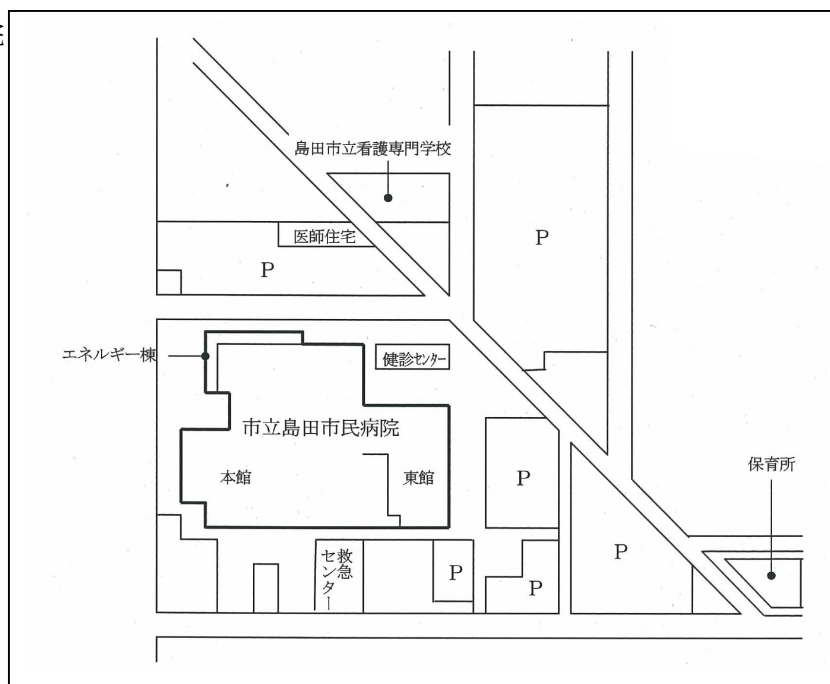 島田市立看護専門学校
医師住宅
P
P
エネルギー棟
健診センター
市立島田市民病院
本館
東館
P
保育所
救急センター
P
P
P